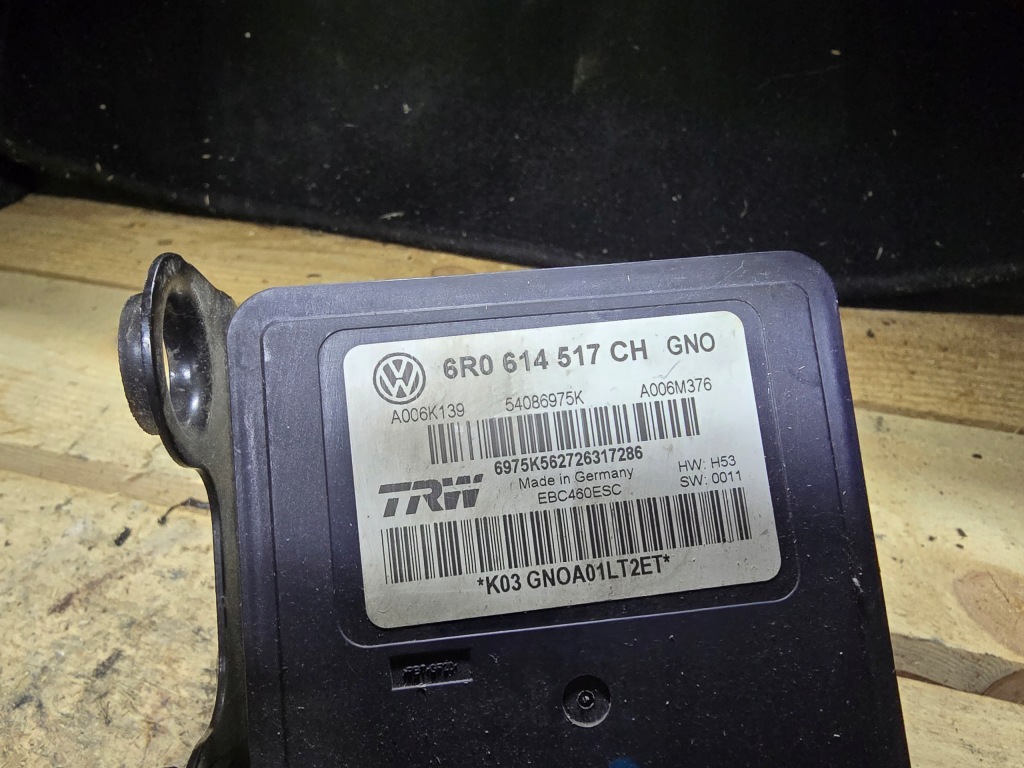 6R0 614 517 CH GNO
A006K139 54086975K A006M376
6975K562726317286
TRW Made in Germany HW: H53
EBC460ESC SW: 0011
*K03 GNOA01LT2ET*